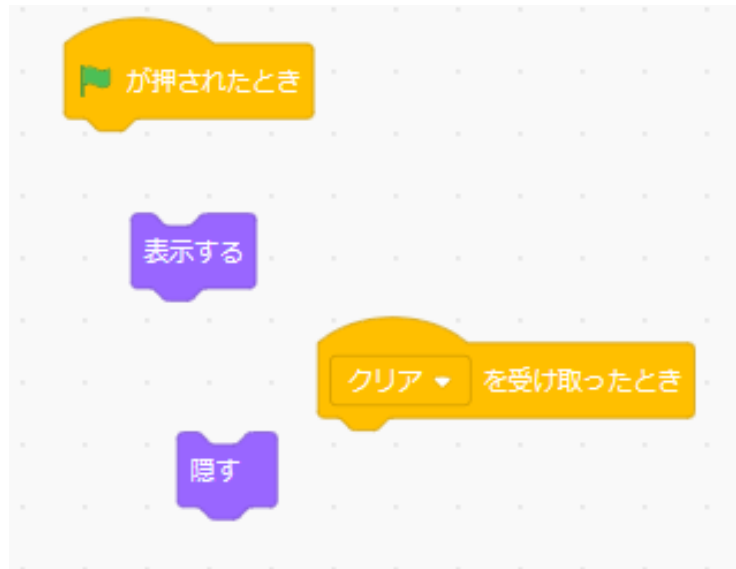 が押されたとき
表示する
クリア を受け取ったとき
隠す